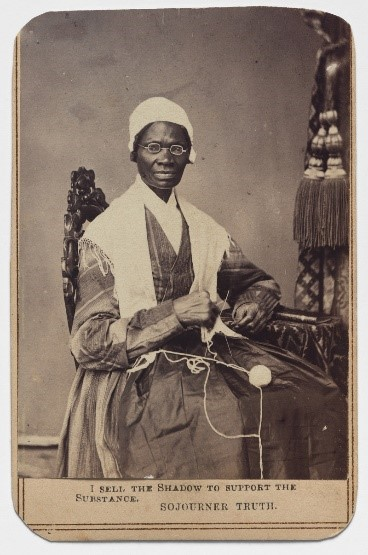 I SELL THE SHADOW TO SUPPORT THE
SUBSTANCE.
SOJOURNER TRUTH.